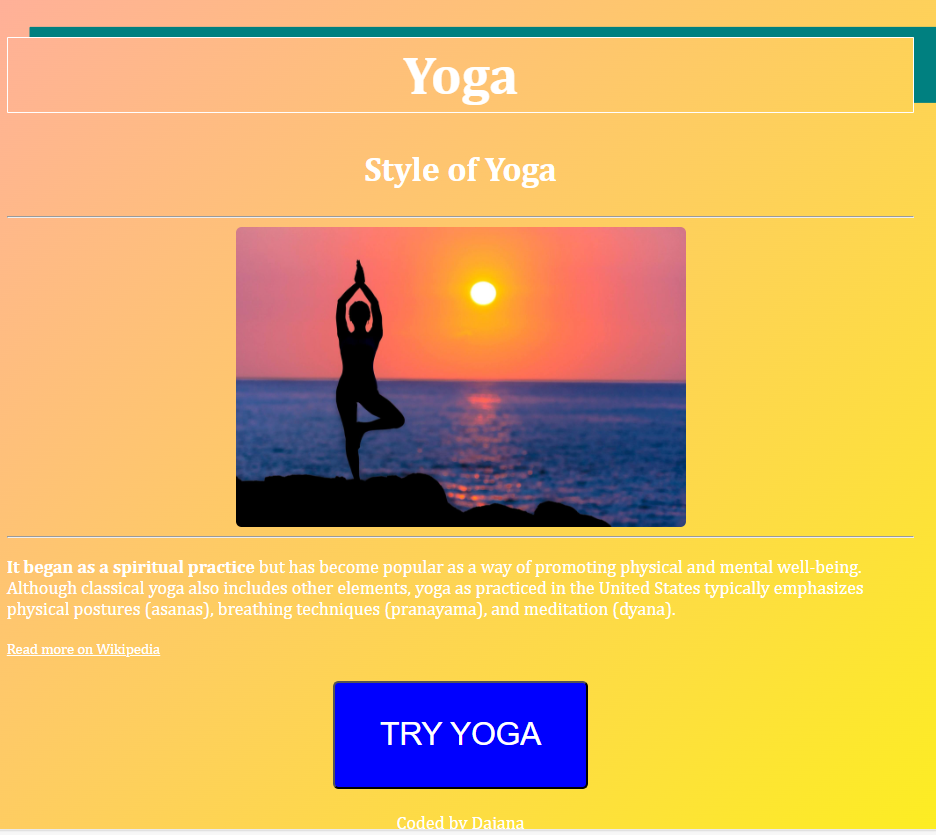 Yoga
Style of Yoga
It began as a spiritual practice but has become popular as a way of promoting physical and mental well-being.
Although classical yoga also includes other elements, yoga as practiced in the United States typically emphasizes
physical postures (asanas), breathing techniques (pranayama), and meditation (dyana).
Read more on Wikipedia
TRY YOGA
Coded by Dajana